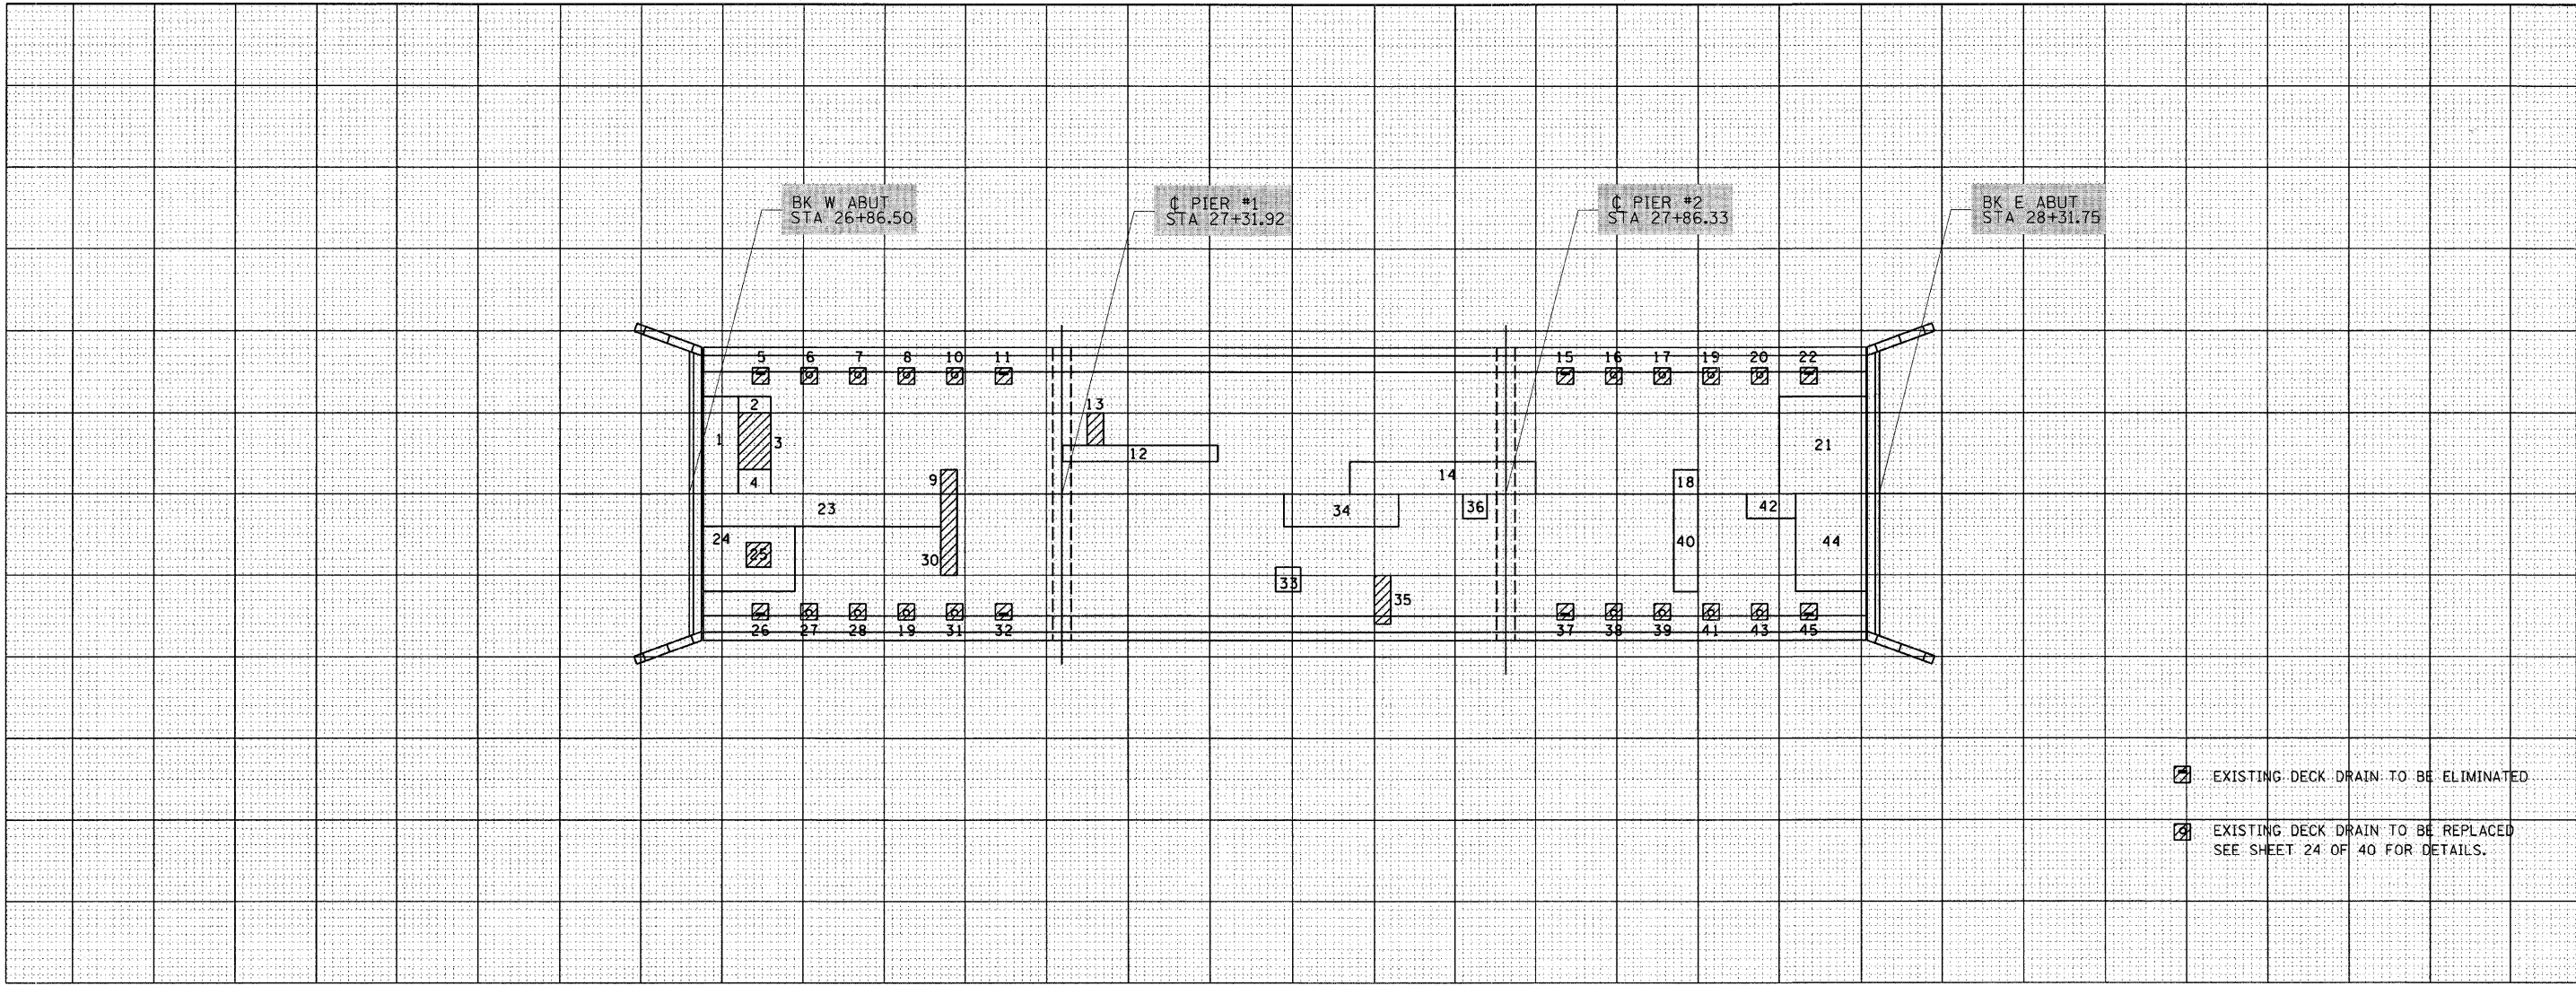 BK W ABUT
STA 26+86.50
℄ PIER #1
STA 27+31.92
℄ PIER #2
STA 27+86.33
BK E ABUT
STA 28+31.75
5 6 7 8 10 11 15 16 17 19 20 22
2
13
1 3 21
12
14
9 4 18
23 34 36 42
24 40 44
25
30
33
35
26 27 28 19 31 32 37 38 39 41 43 45
EXISTING DECK DRAIN TO BE ELIMINATED
EXISTING DECK DRAIN TO BE REPLACED
SEE SHEET 24 OF 40 FOR DETAILS.